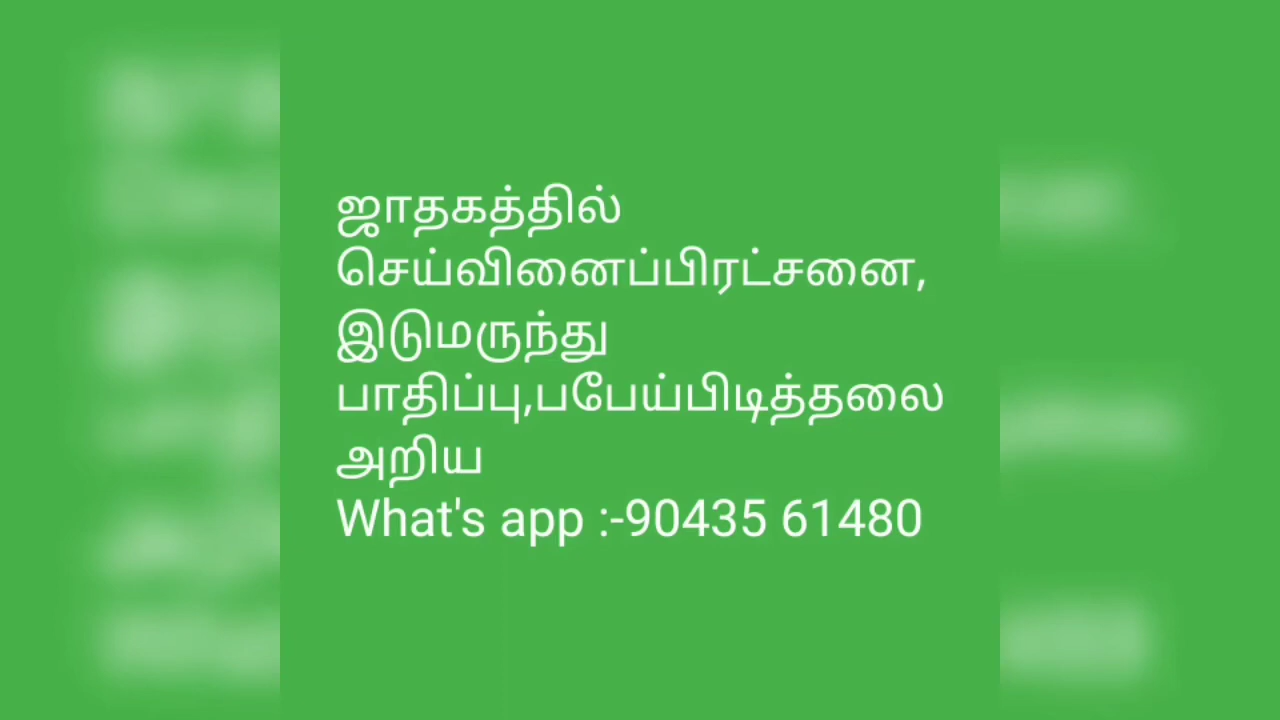 ஜாதகத்தில்
செய்வினைப்பிரட்சனை,
இடுமருந்து
பாதிப்பு,பபேய்பிடித்தலை
அறிய
What's app :-90435 61480